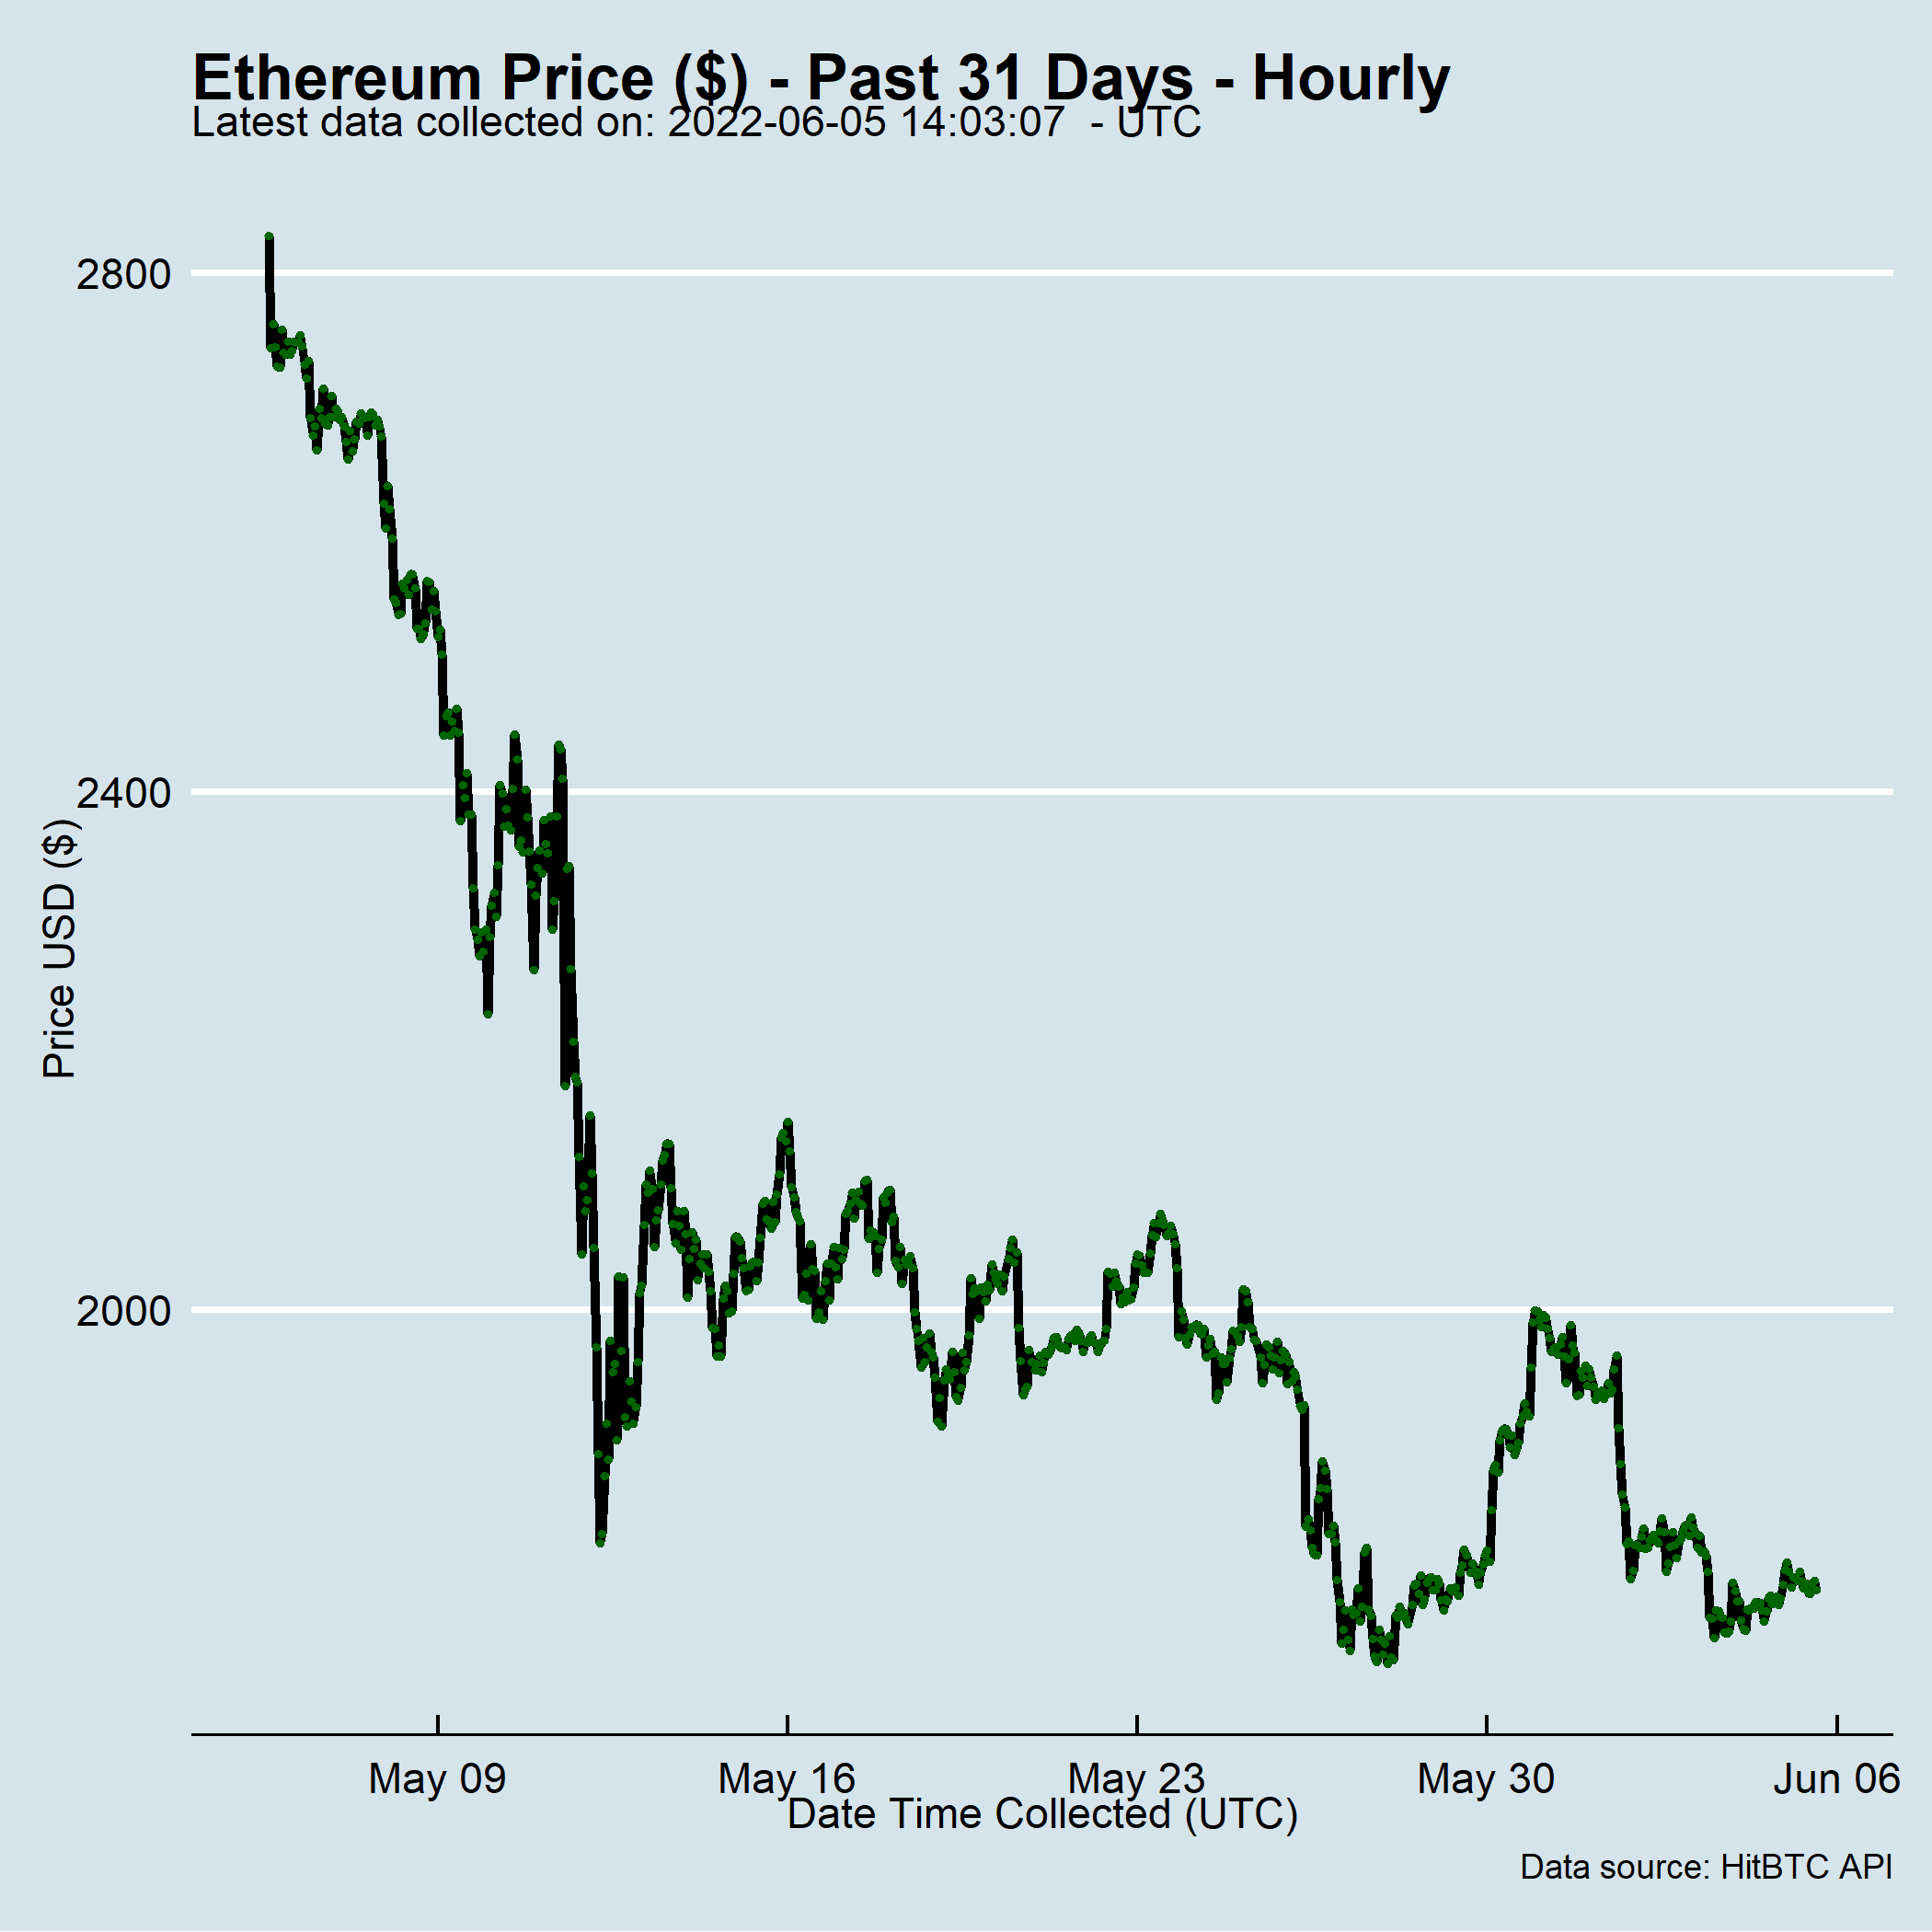 Ethereum Price ($) - Past 31 Days - Hourly
Latest data collected on: 2022-06-05 14:03:07  - UTC
2800
2400
2000
Price USD ($)
May 09
May 16
May 23
May 30
Jun 06
Date Time Collected (UTC)
Data source: HitBTC API